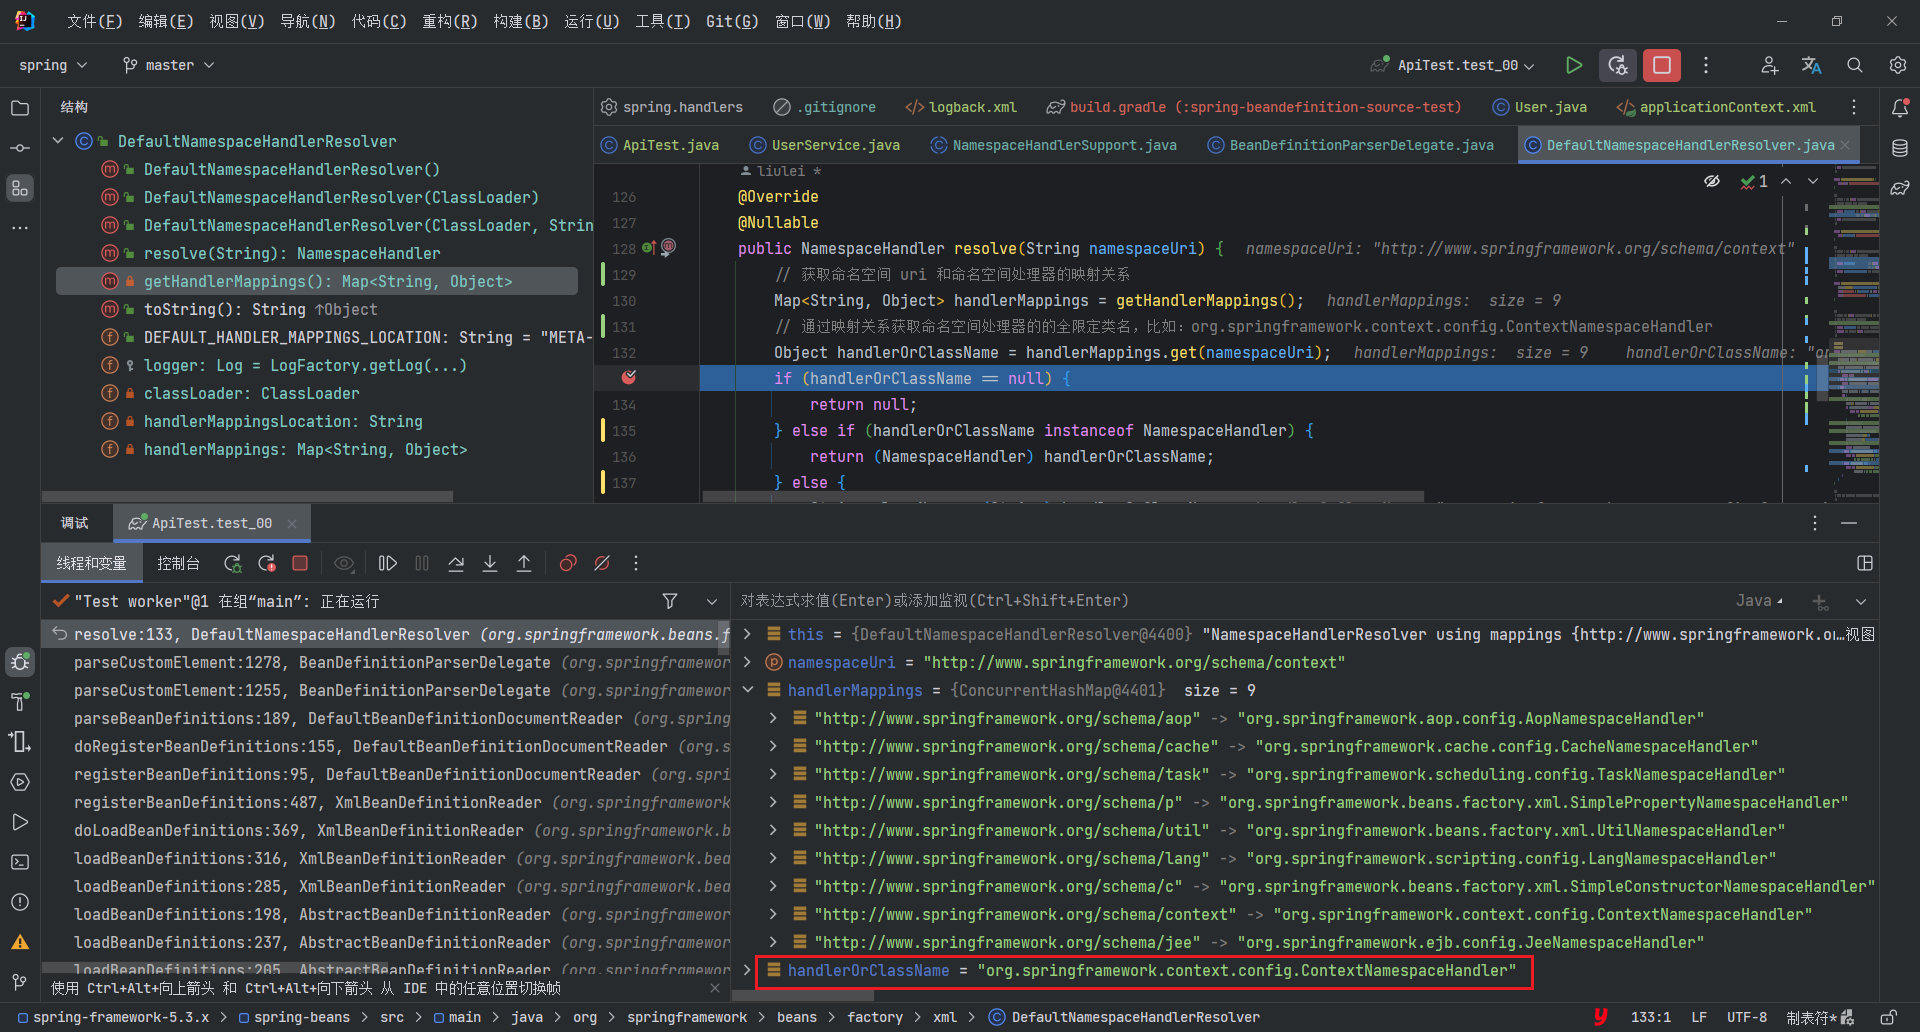 文件(F) 编辑(E) 视图(V) 导航(N) 代码(C) 重构(R) 构建(B) 运行(U) 工具(T) Git(G) 窗口(W) 帮助(H)
spring master ApiTest.test_00
结构
DefaultNamespaceHandlerResolver
DefaultNamespaceHandlerResolver()
DefaultNamespaceHandlerResolver(ClassLoader)
DefaultNamespaceHandlerResolver(ClassLoader, Strin
resolve(String): NamespaceHandler
getHandlerMappings(): Map<String, Object>
toString(): String ↑Object
DEFAULT_HANDLER_MAPPINGS_LOCATION: String = "META-
logger: Log = LogFactory.getLog(...)
classLoader: ClassLoader
handlerMappingsLocation: String
handlerMappings: Map<String, Object>
spring.handlers .gitignore logback.xml build.gradle (:spring-beandefinition-source-test) User.java applicationContext.xml
ApiTest.java UserService.java NamespaceHandlerSupport.java BeanDefinitionParserDelegate.java DefaultNamespaceHandlerResolver.java
liulei *
1
126 @Override
127 @Nullable
128 public NamespaceHandler resolve(String namespaceUri) { namespaceUri: "http://www.springframework.org/schema/context"
129 // 获取命名空间 uri 和命名空间处理器的映射关系
130 Map<String, Object> handlerMappings = getHandlerMappings(); handlerMappings: size = 9
131 // 通过映射关系获取命名空间处理器的的全限定类名，比如：org.springframework.context.config.ContextNamespaceHandler
132 Object handlerOrClassName = handlerMappings.get(namespaceUri); handlerMappings: size = 9 handlerOrClassName: "or
if (handlerOrClassName == null) {
134 return null;
135 } else if (handlerOrClassName instanceof NamespaceHandler) {
136 return (NamespaceHandler) handlerOrClassName;
137 } else {
调试 ApiTest.test_00
线程和变量 控制台
"Test worker"@1 在组“main”: 正在运行
resolve:133, DefaultNamespaceHandlerResolver (org.springframework.beans.f
parseCustomElement:1278, BeanDefinitionParserDelegate (org.springframewor
parseCustomElement:1255, BeanDefinitionParserDelegate (org.springframewor
parseBeanDefinitions:189, DefaultBeanDefinitionDocumentReader (org.spring
doRegisterBeanDefinitions:155, DefaultBeanDefinitionDocumentReader (org.s
registerBeanDefinitions:95, DefaultBeanDefinitionDocumentReader (org.spri
registerBeanDefinitions:487, XmlBeanDefinitionReader (org.springframework
doLoadBeanDefinitions:369, XmlBeanDefinitionReader (org.springframework.b
loadBeanDefinitions:316, XmlBeanDefinitionReader (org.springframework.bea
loadBeanDefinitions:285, XmlBeanDefinitionReader (org.springframework.bea
loadBeanDefinitions:198, AbstractBeanDefinitionReader (org.springframewor
loadBeanDefinitions:237, AbstractBeanDefinitionReader (org.springframewor
loadBeanDefinitions:205, AbstractBeanDefinitionReader (org.springframewor
使用 Ctrl+Alt+向上箭头 和 Ctrl+Alt+向下箭头 从 IDE 中的任意位置切换帧
对表达式求值(Enter)或添加监视(Ctrl+Shift+Enter) Java
this = {DefaultNamespaceHandlerResolver@4400} "NamespaceHandlerResolver using mappings {http://www.springframework.or...视图
namespaceUri = "http://www.springframework.org/schema/context"
handlerMappings = {ConcurrentHashMap@4401} size = 9
"http://www.springframework.org/schema/aop" -> "org.springframework.aop.config.AopNamespaceHandler"
"http://www.springframework.org/schema/cache" -> "org.springframework.cache.config.CacheNamespaceHandler"
"http://www.springframework.org/schema/task" -> "org.springframework.scheduling.config.TaskNamespaceHandler"
"http://www.springframework.org/schema/p" -> "org.springframework.beans.factory.xml.SimplePropertyNamespaceHandler"
"http://www.springframework.org/schema/util" -> "org.springframework.beans.factory.xml.UtilNamespaceHandler"
"http://www.springframework.org/schema/lang" -> "org.springframework.scripting.config.LangNamespaceHandler"
"http://www.springframework.org/schema/c" -> "org.springframework.beans.factory.xml.SimpleConstructorNamespaceHandler"
"http://www.springframework.org/schema/context" -> "org.springframework.context.config.ContextNamespaceHandler"
"http://www.springframework.org/schema/jee" -> "org.springframework.ejb.config.JeeNamespaceHandler"
handlerOrClassName = "org.springframework.context.config.ContextNamespaceHandler"
spring-framework-5.3.x > spring-beans > src > main > java > org > springframework > beans > factory > xml > DefaultNamespaceHandlerResolver 133:1 LF UTF-8 制表符*